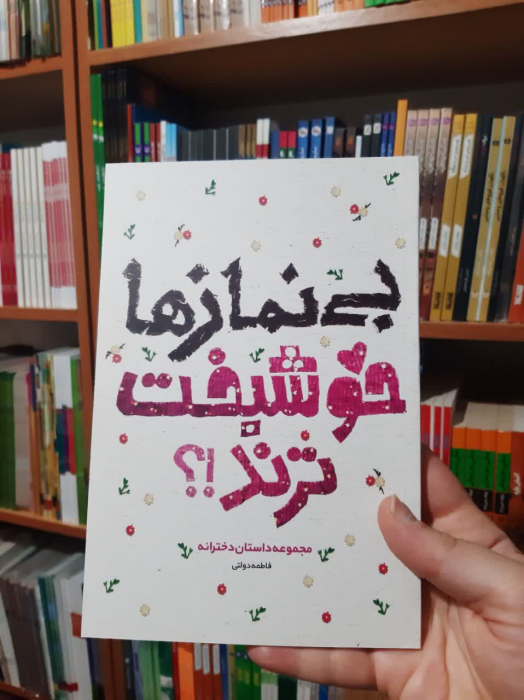 بی‌نمازها
خوشبخت
ترند!؟
مجموعه داستان دخترانه
فاطمه دولتی